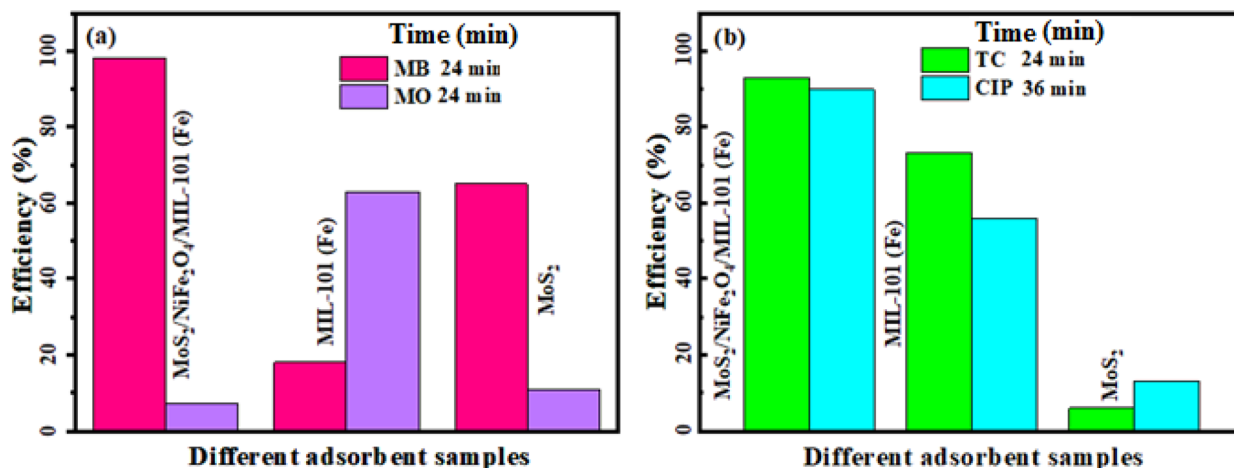 (a)
Time (min)
MB 24 min
MO 24 min
Efficiency (%)
100
80
60
40
20
0
MoS₂/NiFe₂O₄/MIL-101 (Fe)
MIL-101 (Fe)
MoS₂
Different adsorbent samples
(b)
Time (min)
TC 24 min
CIP 36 min
Efficiency (%)
100
80
60
40
20
0
MoS₂/NiFe₂O₄/MIL-101 (Fe)
MIL-101 (Fe)
MoS₂
Different adsorbent samples